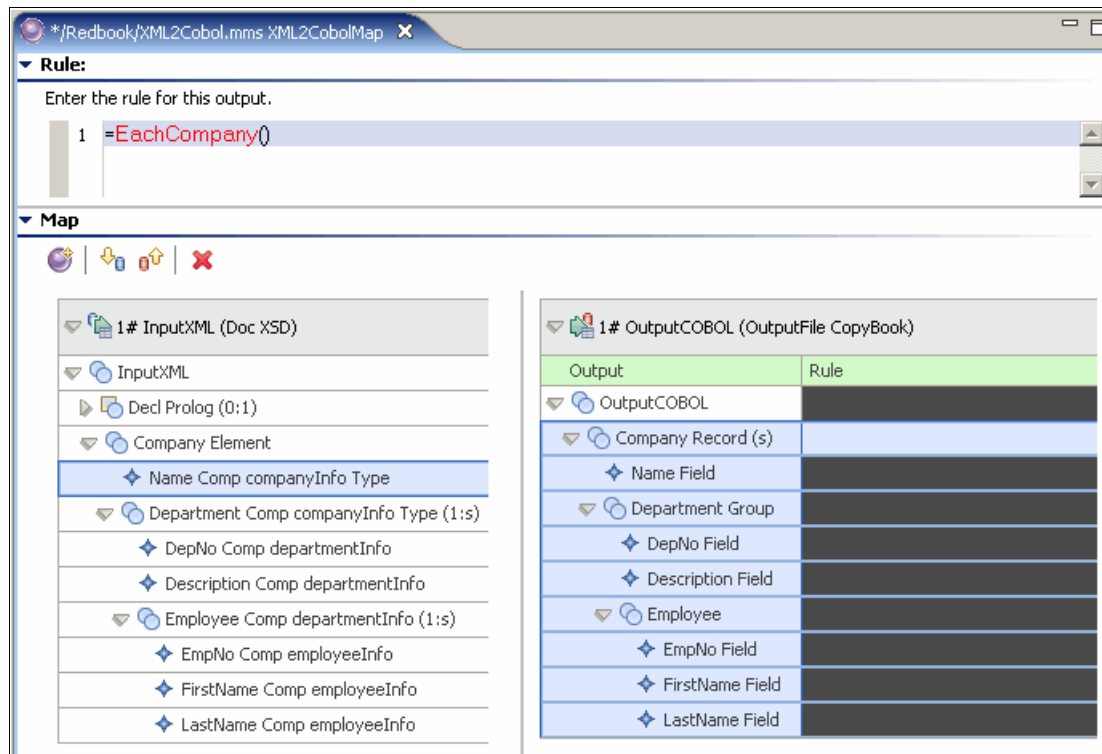 */Redbook/XML2Cobol.mms XML2CobolMap
Rule:
Enter the rule for this output.
1 =EachCompany()
Map
1# InputXML (Doc XSD)
InputXML
Decl Prolog (0:1)
Company Element
Name Comp companyInfo Type
Department Comp companyInfo Type (1:s)
DepNo Comp departmentInfo
Description Comp departmentInfo
Employee Comp departmentInfo (1:s)
EmpNo Comp employeeInfo
FirstName Comp employeeInfo
LastName Comp employeeInfo
1# OutputCOBOL (OutputFile CopyBook)
Output Rule
OutputCOBOL
Company Record (s)
Name Field
Department Group
DepNo Field
Description Field
Employee
EmpNo Field
FirstName Field
LastName Field